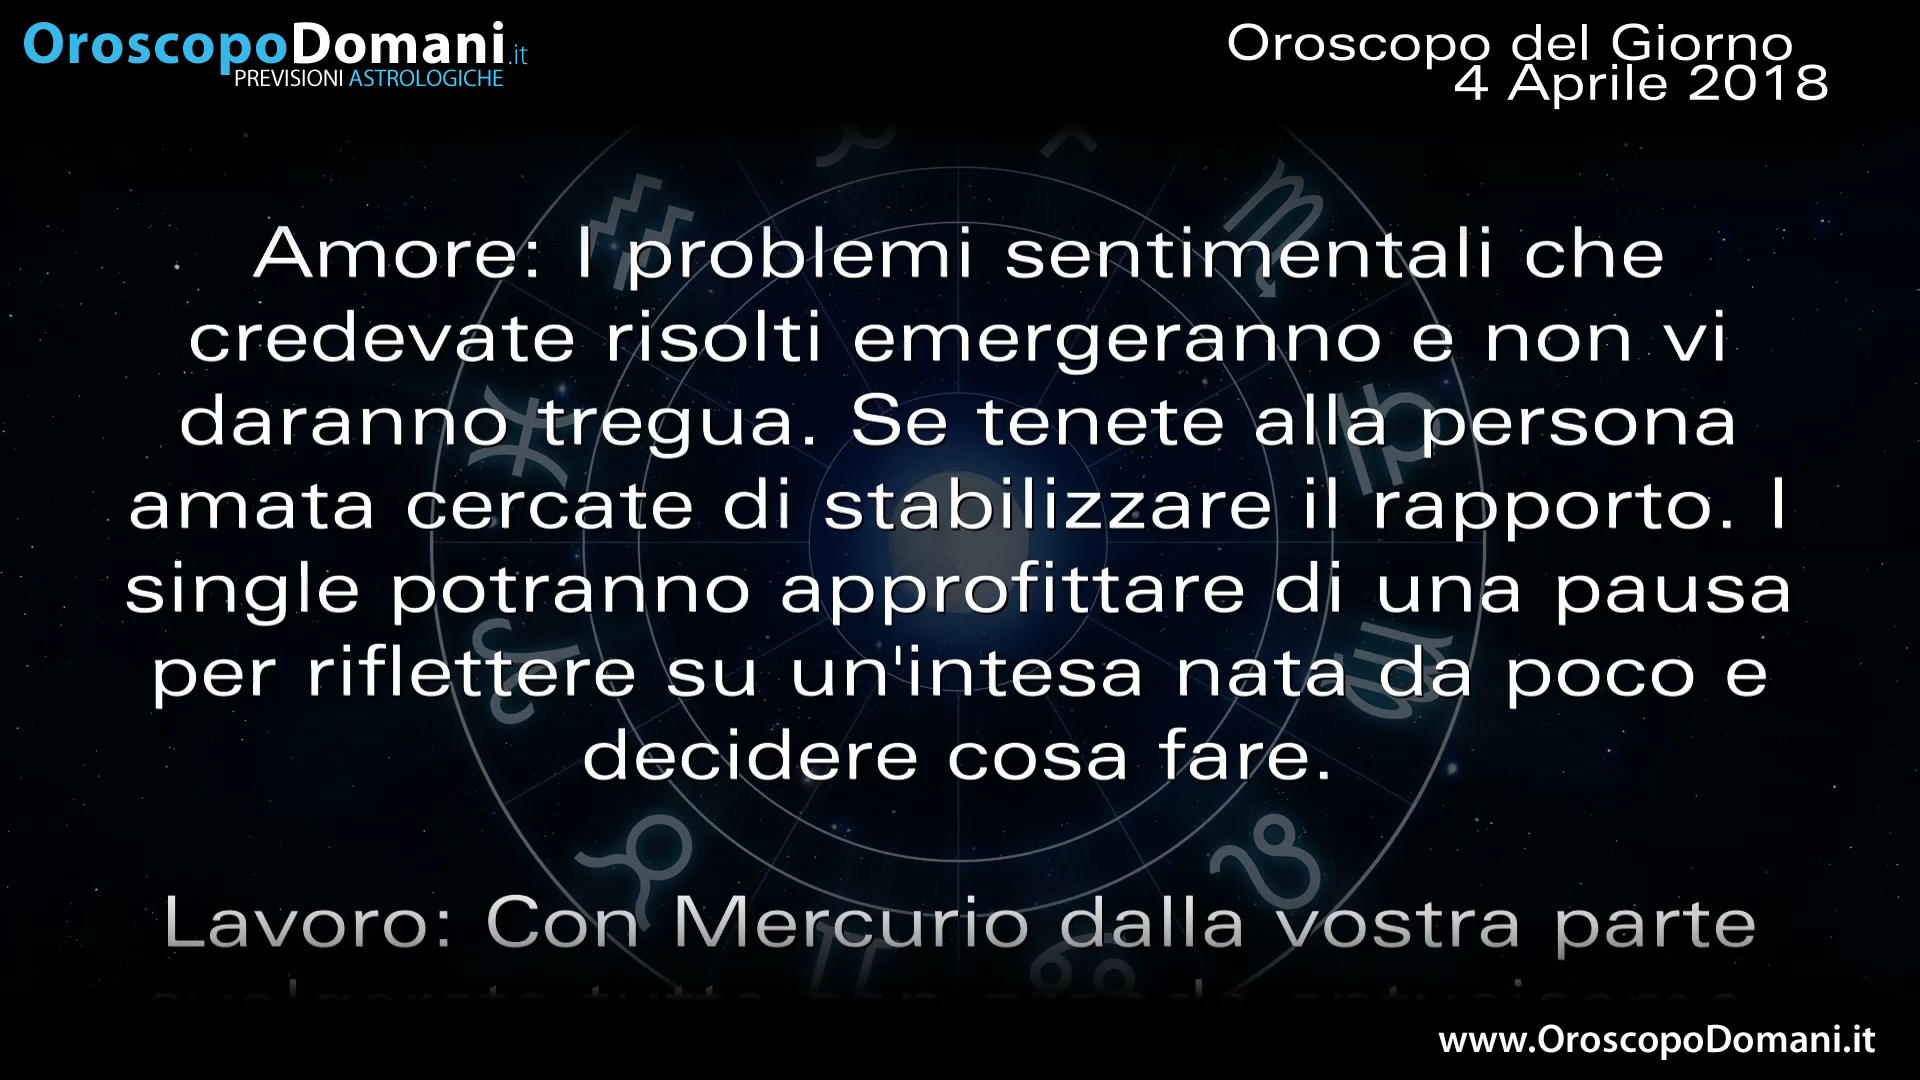 OroscopoDomani.it
PREVISIONI ASTROLOGICHE
Oroscopo del Giorno
4 Aprile 2018
Amore: I problemi sentimentali che
credevate risolti emergeranno e non vi
daranno tregua. Se tenete alla persona
amata cercate di stabilizzare il rapporto. I
single potranno approfittare di una pausa
per riflettere su un'intesa nata da poco e
decidere cosa fare.
Lavoro: Con Mercurio dalla vostra parte
www.OroscopoDomani.it